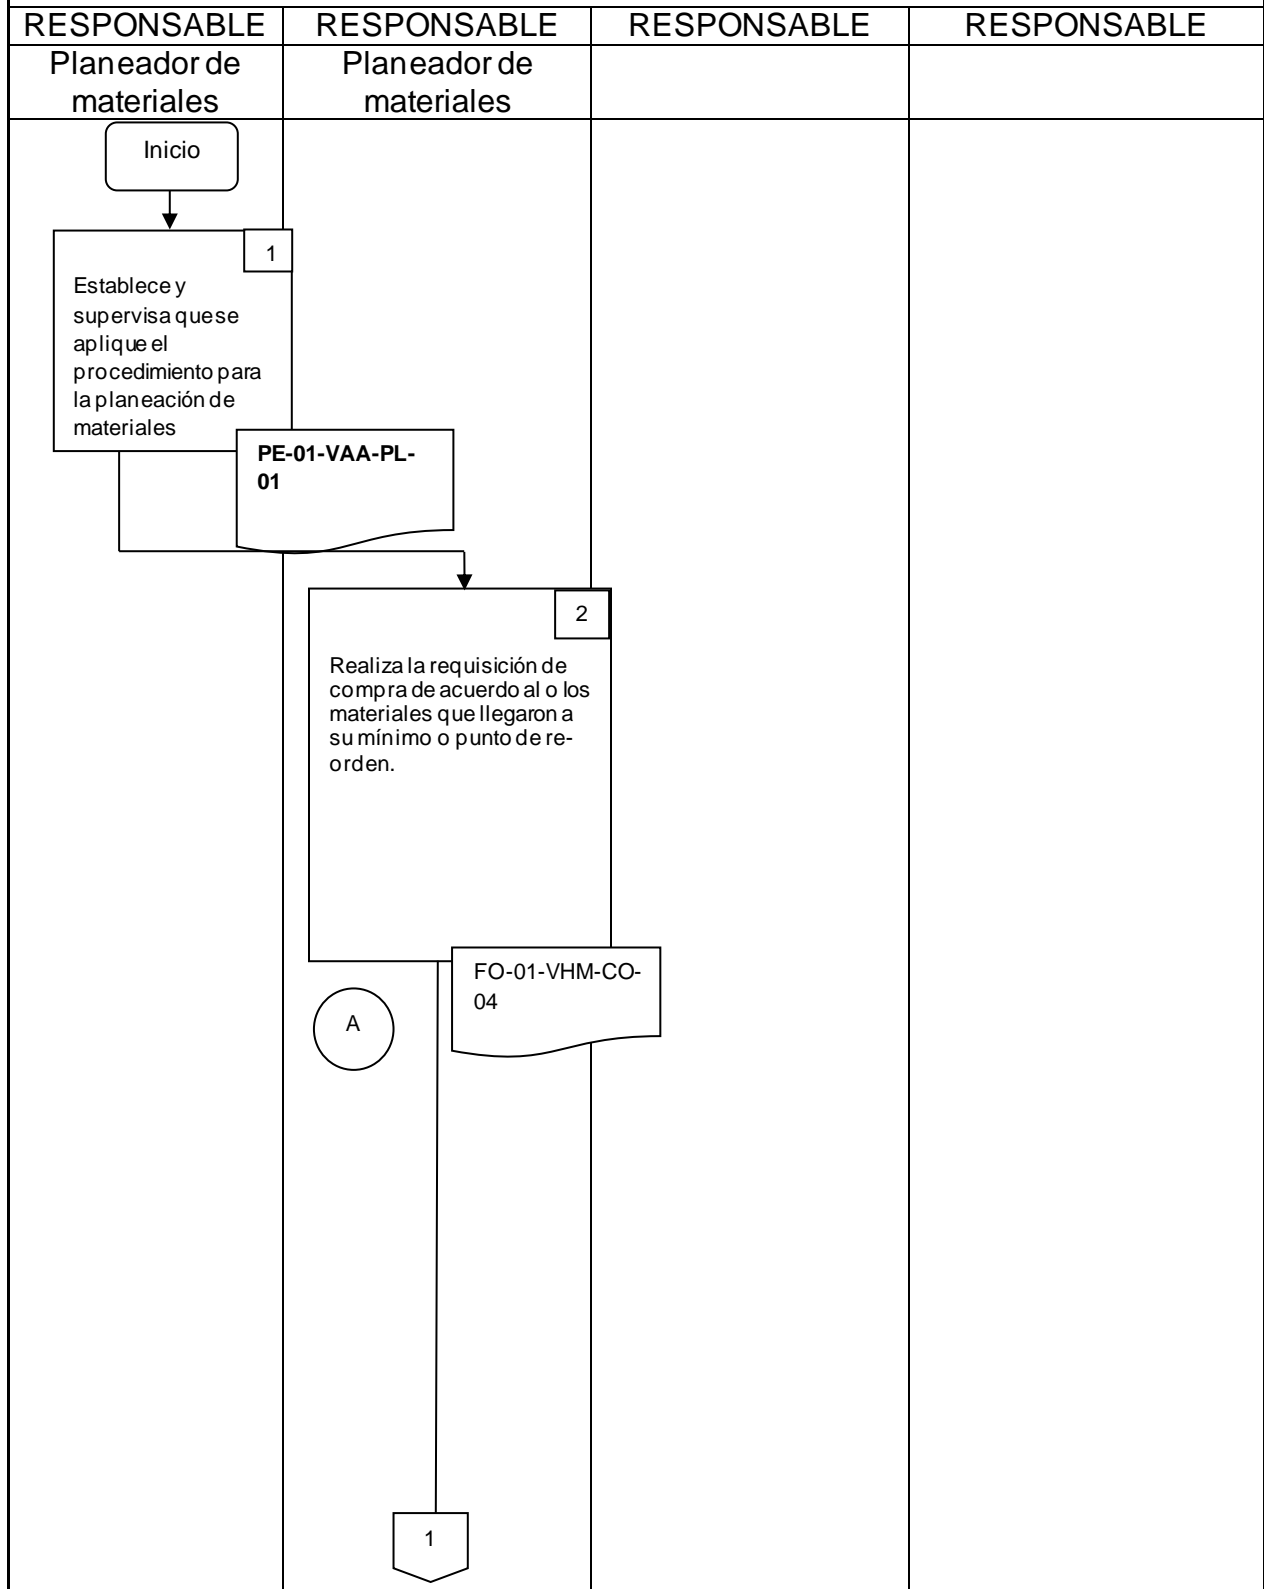 RESPONSABLE RESPONSABLE RESPONSABLE RESPONSABLE
Planeador de
materiales
Planeador de
materiales
Inicio
1
Establece y
supervisa que se
aplique el
procedimiento para
la planeación de
materiales
PE-01-VAA-PL-
01
2
Realiza la requisición de
compra de acuerdo al o los
materiales que llegaron a
su mínimo o punto de re-
orden.
FO-01-VHM-CO-
04
A
1